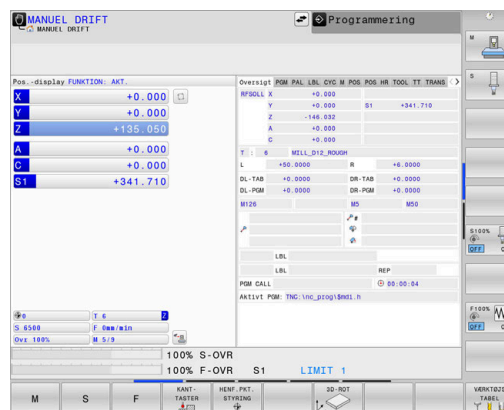 MANUEL DRIFT
MANUEL DRIFT
Programmering
Pos.-display FUNKTION: AKT.
X +0.000
Y +0.000
Z +135.050
A +0.000
C +0.000
S1 +341.710
Oversigt PGM PAL LBL CYC M POS POS HR TOOL TT TRANS
RFSOLL X +0.000
Y +0.000 S1 +341.710
Z -146.032
A +0.000
C +0.000
T : 6 MILL_D12_ROUGH
L +50.0000 R +6.0000
DL-TAB +0.0000 DR-TAB +0.0000
DL-PGM +0.0000 DR-PGM +0.0000
M126 M5 M50
LBL
LBL REP
PGM CALL 00:00:04
Aktivt PGM: TNC:\nc_prog\$mdi.h
0 T 6 Z
S 6500 F 0mm/min
Ovr 100% M 5/9
100% S-OVR
100% F-OVR S1 LIMIT 1
M
S
F
KANT-
TASTER
HENF.PKT.
STYRING
3D-ROT
VÆRKTØJS
TABEL
M
S
S100%
OFF
F100%
OFF